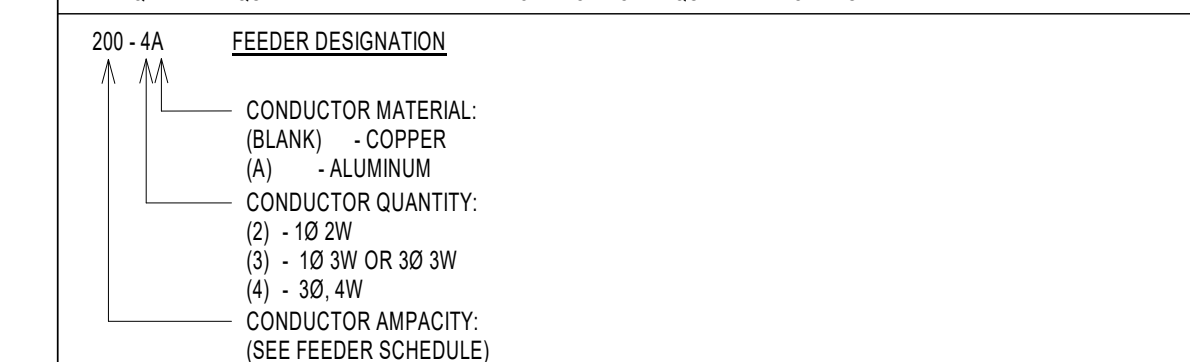 200 - 4A FEEDER DESIGNATION
CONDUCTOR MATERIAL:
(BLANK) - COPPER
(A) - ALUMINUM
CONDUCTOR QUANTITY:
(2) - 1Ø 2W
(3) - 1Ø 3W OR 3Ø 3W
(4) - 3Ø, 4W
CONDUCTOR AMPACITY:
(SEE FEEDER SCHEDULE)